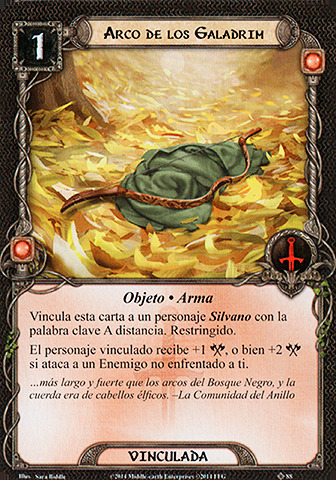 1
ARCO DE LOS GALADRIM
Objeto • Arma
Vincula esta carta a un personaje Silvano con la
palabra clave A distancia. Restringido.
El personaje vinculado recibe +1 , o bien +2
si ataca a un Enemigo no enfrentado a ti.
…más largo y fuerte que los arcos del Bosque Negro, y la
cuerda era de cabellos élficos. –La Comunidad del Anillo
VINCULADA
Illus. Sara Biddle
©2014 Middle-earth Enterprises ©2014 FFG
88